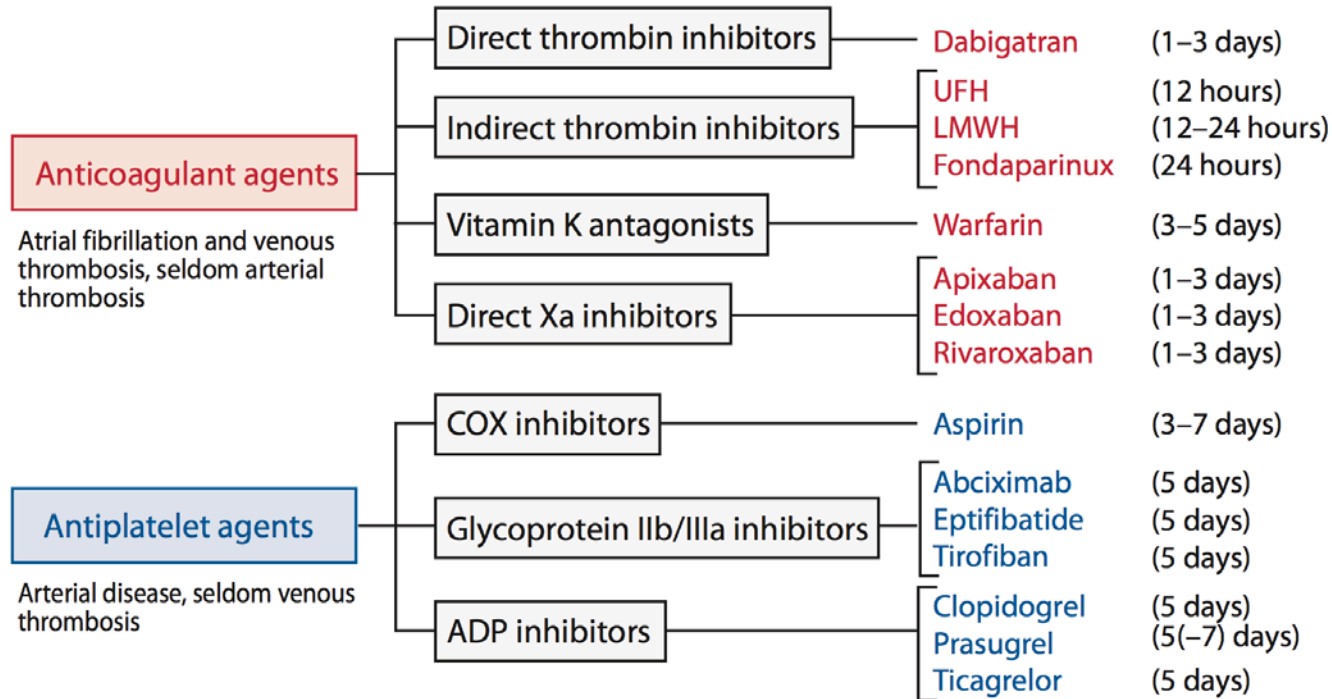 Direct thrombin inhibitors
Dabigatran (1–3 days)
UFH (12 hours)
Indirect thrombin inhibitors
LMWH (12–24 hours)
Anticoagulant agents
Fondaparinux (24 hours)
Atrial fibrillation and venous
thrombosis, seldom arterial
thrombosis
Vitamin K antagonists
Warfarin (3–5 days)
Apixaban (1–3 days)
Direct Xa inhibitors
Edoxaban (1–3 days)
Rivaroxaban (1–3 days)
COX inhibitors
Aspirin (3–7 days)
Abciximab (5 days)
Antiplatelet agents
Glycoprotein IIb/IIIa inhibitors
Eptifibatide (5 days)
Tirofiban (5 days)
Arterial disease, seldom venous
thrombosis
Clopidogrel (5 days)
ADP inhibitors
Prasugrel (5(–7) days)
Ticagrelor (5 days)